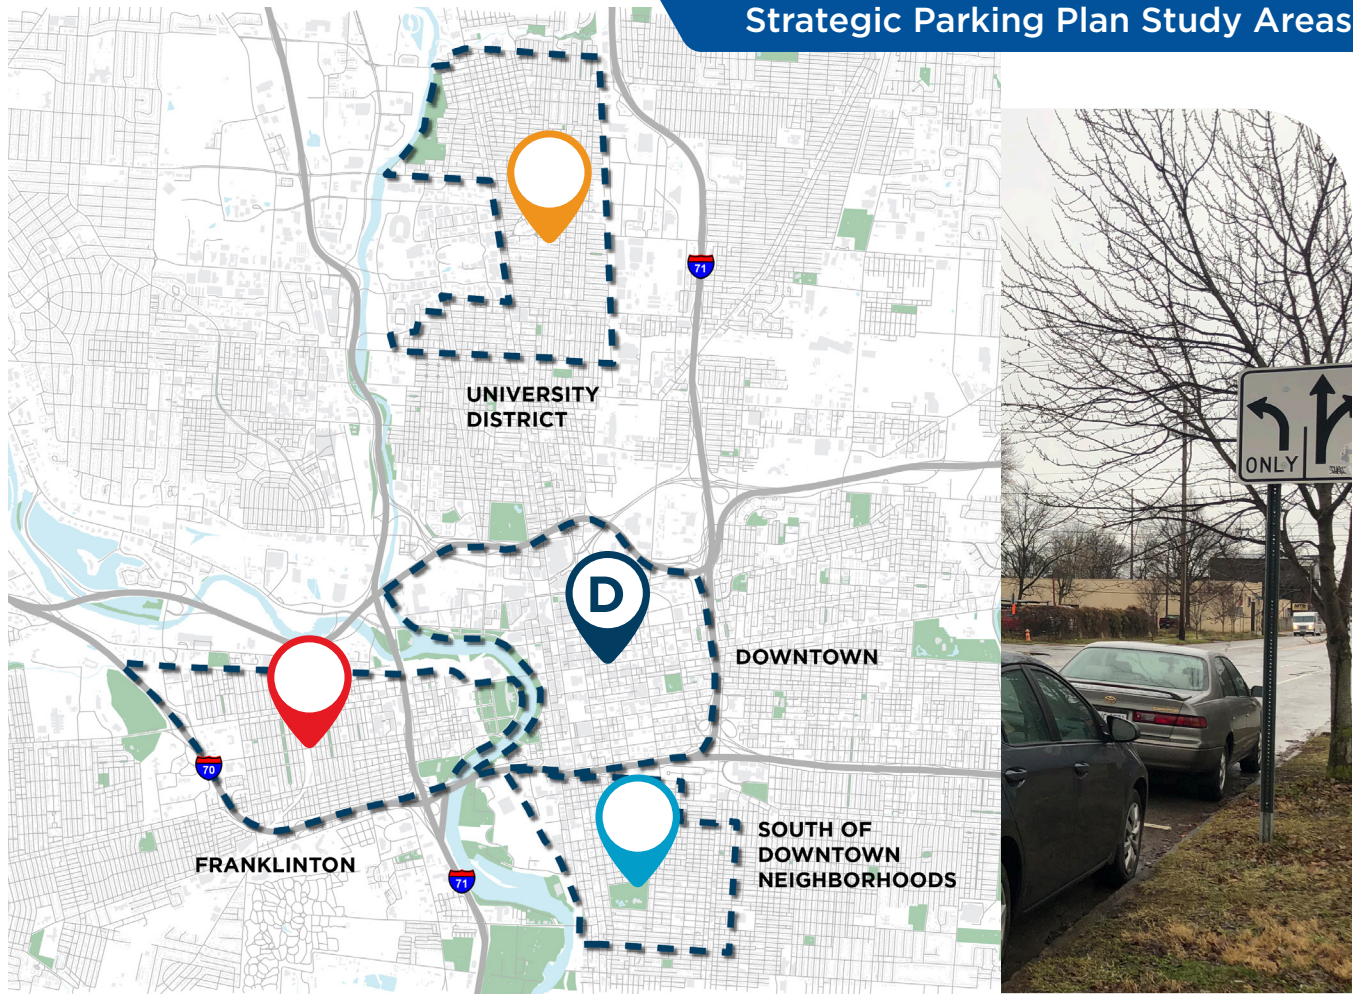 Strategic Parking Plan Study Areas
71
UNIVERSITY
DISTRICT
D
DOWNTOWN
70
FRANKLINTON
71
SOUTH OF
DOWNTOWN
NEIGHBORHOODS
ONLY